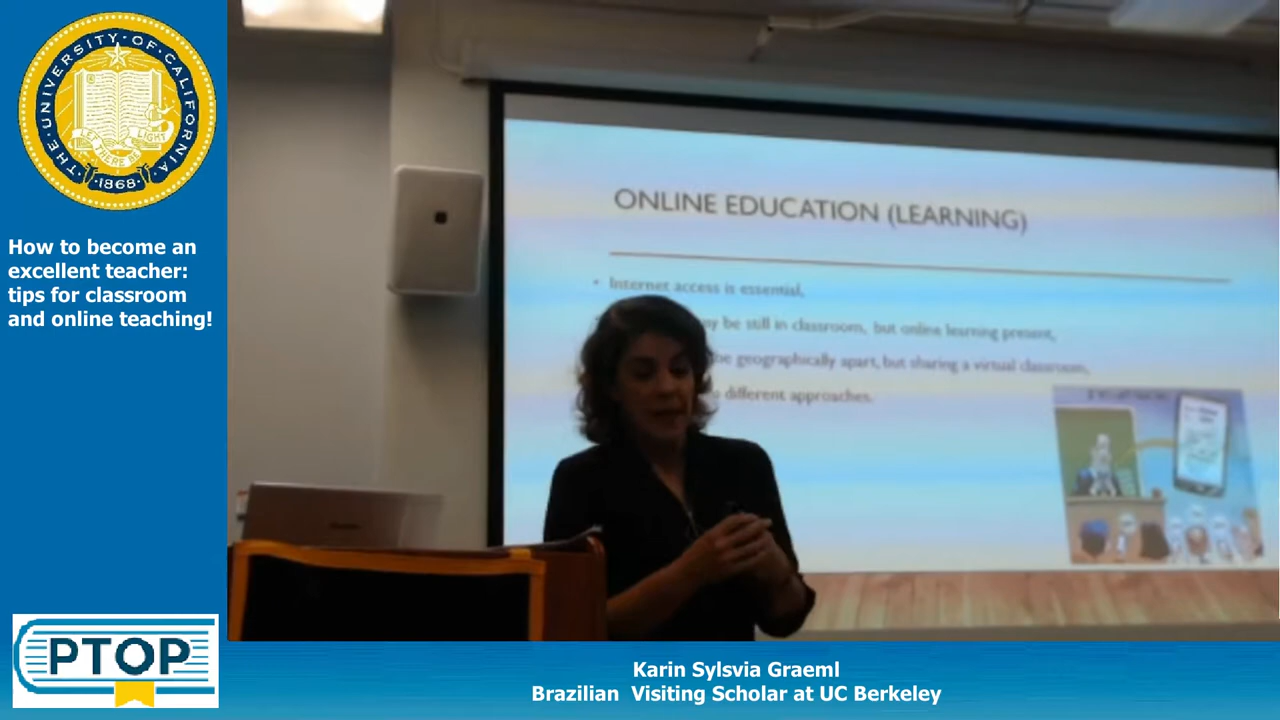 THE · UNIVERSITY · OF · CALIFORNIA
LET THERE BE LIGHT
·1868·
How to become an
excellent teacher:
tips for classroom
and online teaching!
PTOP
ONLINE EDUCATION (LEARNING)
• Internet access is essential,
be still in classroom, but online learning present,
be geographically apart, but sharing a virtual classroom,
different approaches.
Karin Sylsvia Graeml
Brazilian Visiting Scholar at UC Berkeley